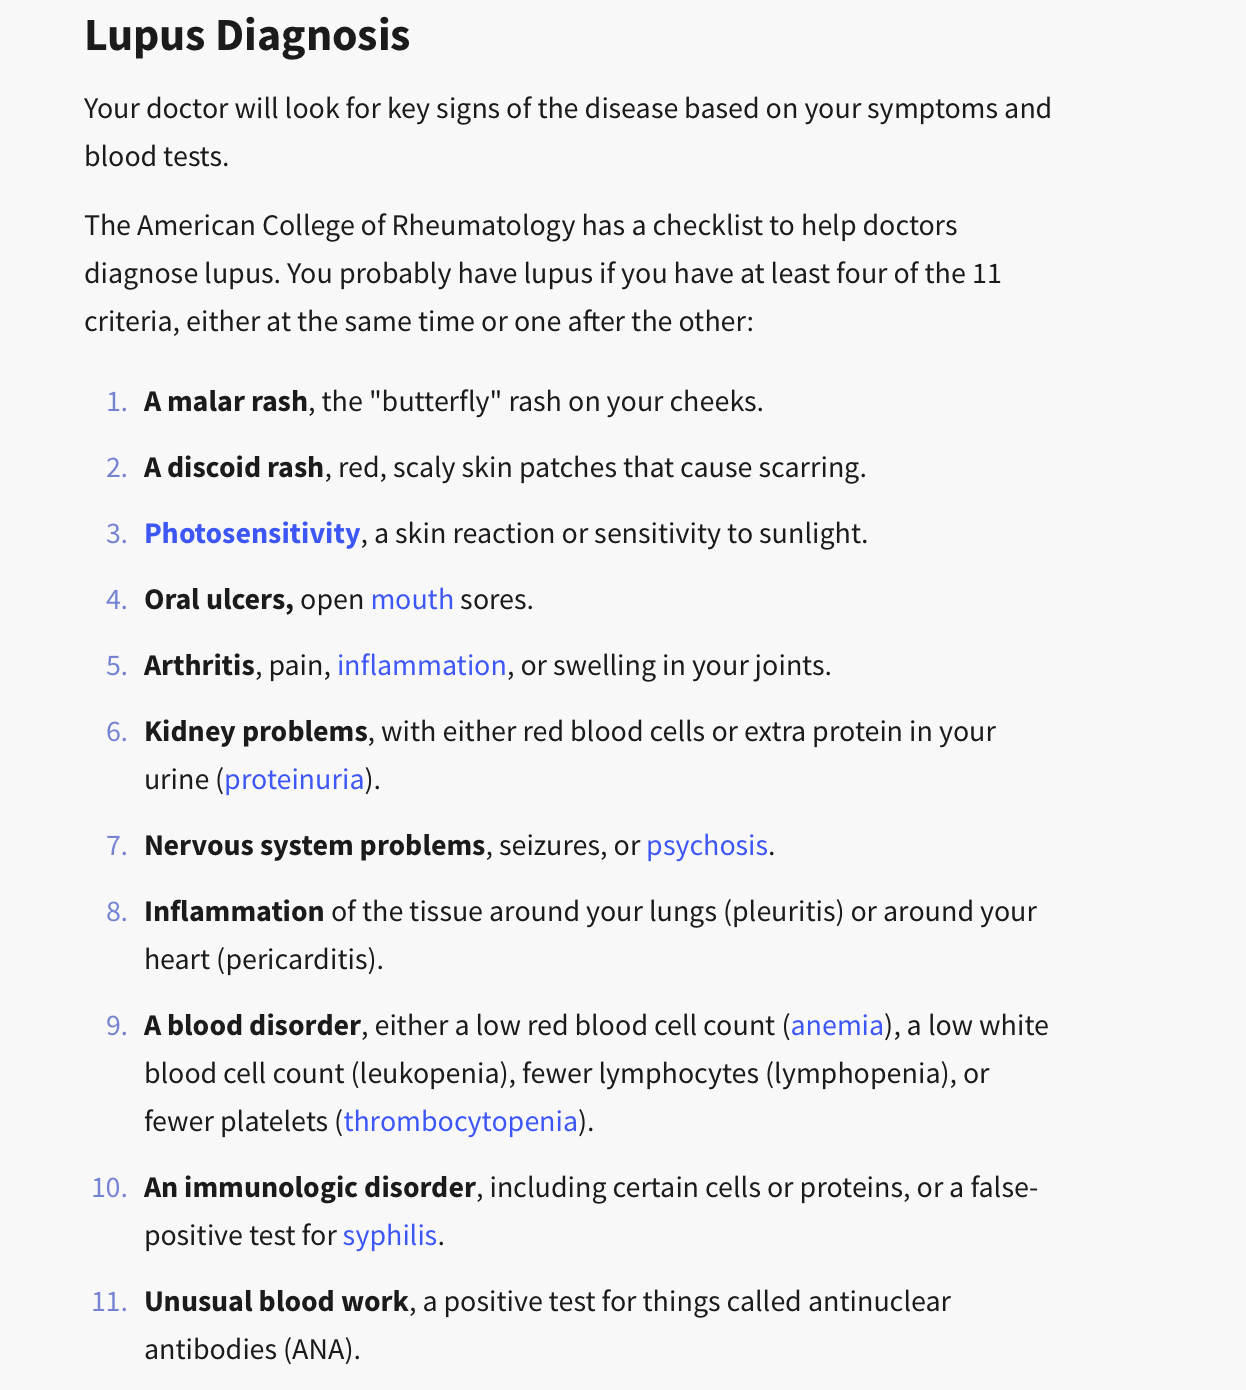 Lupus Diagnosis
Your doctor will look for key signs of the disease based on your symptoms and
blood tests.
The American College of Rheumatology has a checklist to help doctors
diagnose lupus. You probably have lupus if you have at least four of the 11
criteria, either at the same time or one after the other:
1. A malar rash, the "butterfly" rash on your cheeks.
2. A discoid rash, red, scaly skin patches that cause scarring.
3. Photosensitivity, a skin reaction or sensitivity to sunlight.
4. Oral ulcers, open mouth sores.
5. Arthritis, pain, inflammation, or swelling in your joints.
6. Kidney problems, with either red blood cells or extra protein in your
urine (proteinuria).
7. Nervous system problems, seizures, or psychosis.
8. Inflammation of the tissue around your lungs (pleuritis) or around your
heart (pericarditis).
9. A blood disorder, either a low red blood cell count (anemia), a low white
blood cell count (leukopenia), fewer lymphocytes (lymphopenia), or
fewer platelets (thrombocytopenia).
10. An immunologic disorder, including certain cells or proteins, or a false-
positive test for syphilis.
11. Unusual blood work, a positive test for things called antinuclear
antibodies (ANA).